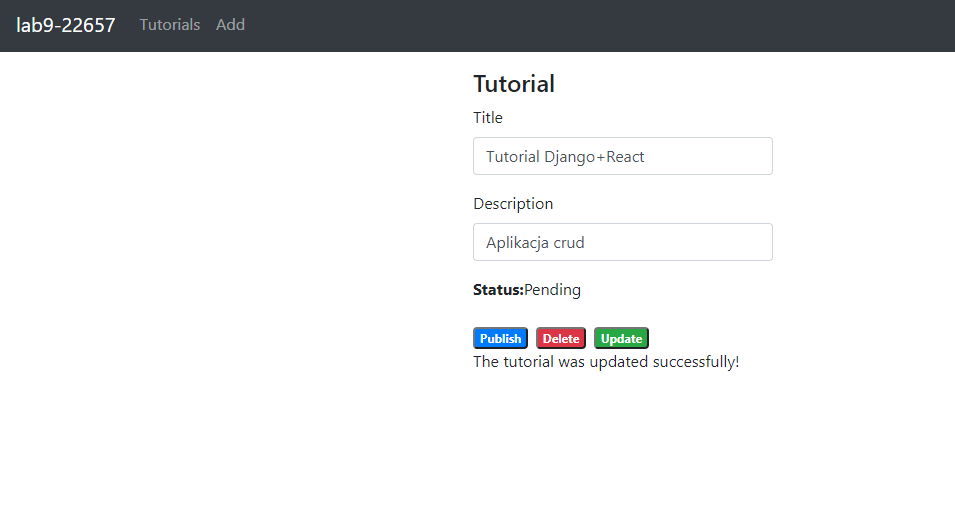 lab9-22657 Tutorials Add
Tutorial
Title
Tutorial Django+React
Description
Aplikacja crud
Status:Pending
Publish Delete Update
The tutorial was updated successfully!